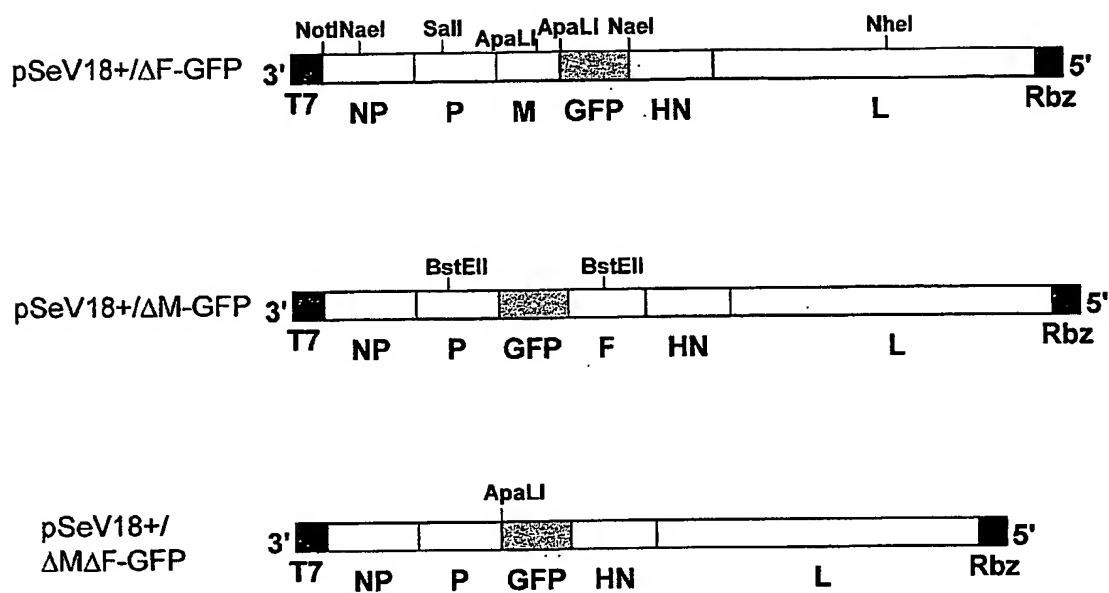 NotI NaeI SalI ApaLI ApaLI NaeI NheI
pSeV18+/ΔF-GFP 3' 5'
T7 NP P M GFP HN L Rbz
BstEII BstEII
pSeV18+/ΔM-GFP 3' 5'
T7 NP P GFP F HN L Rbz
ApaLI
pSeV18+/
ΔMΔF-GFP 3' 5'
T7 NP P GFP HN L Rbz